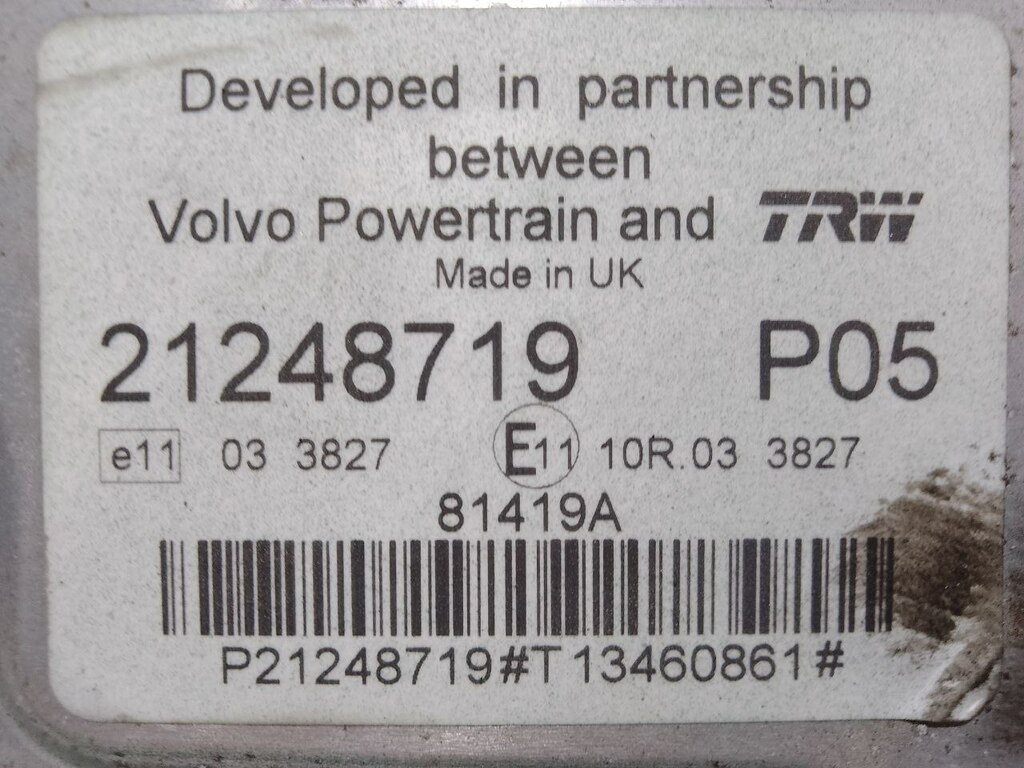 Developed in partnership
between
Volvo Powertrain and TRW
Made in UK
21248719 P05
e11 03 3827 E11 10R.03 3827
81419A
P21248719#T13460861#